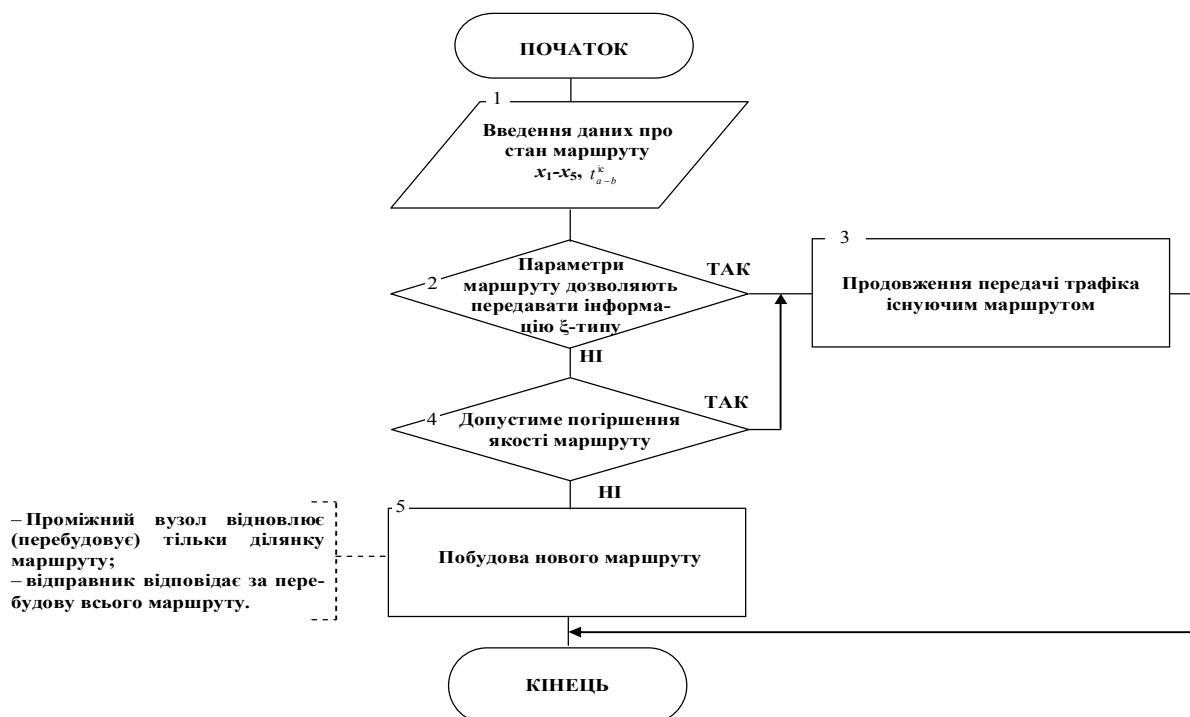 ПОЧАТОК
1
Введення даних про
стан маршруту
x₁-x₅, t^{іс}_{a–b}
2
Параметри
маршруту дозволяють
передавати інформа-
цію ξ-типу
ТАК
3
Продовження передачі трафіка
існуючим маршрутом
НІ
4
Допустиме погіршення
якості маршруту
ТАК
НІ
5
Побудова нового маршруту
– Проміжний вузол відновлює
(перебудовує) тільки ділянку
маршруту;
– відправник відповідає за пере-
будову всього маршруту.
КІНЕЦЬ